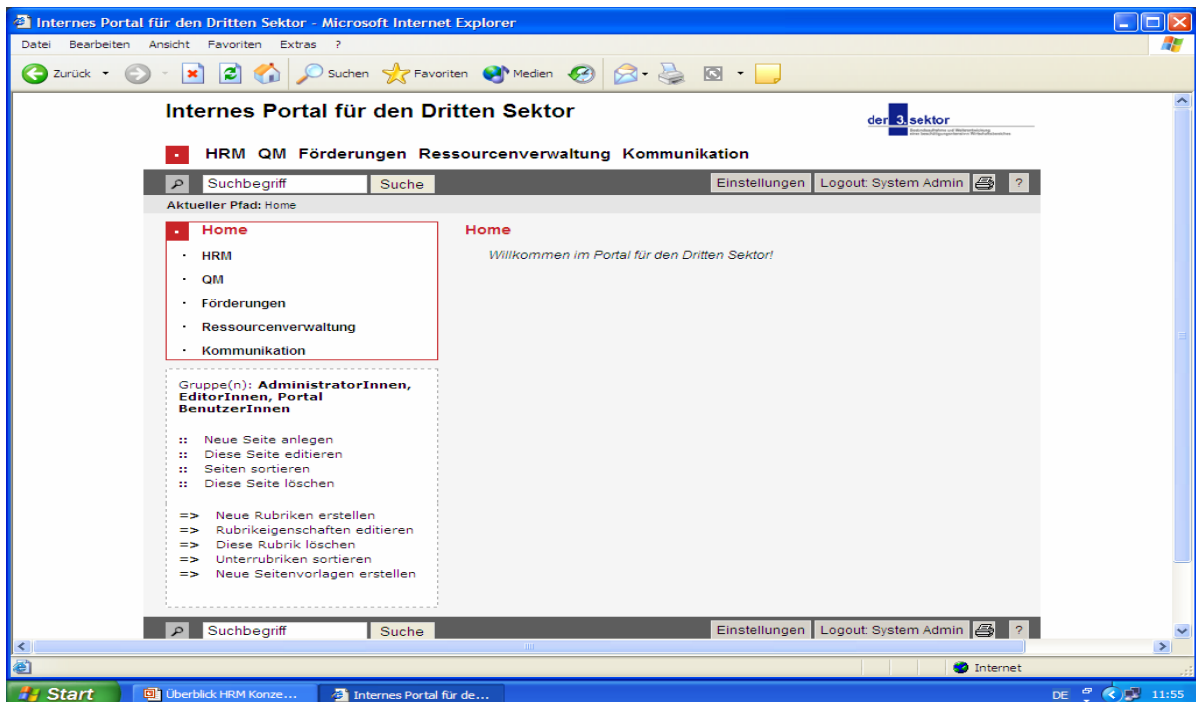 Internes Portal für den Dritten Sektor - Microsoft Internet Explorer
Datei Bearbeiten Ansicht Favoriten Extras ?
Zurück Suchen Favoriten Medien
Internes Portal für den Dritten Sektor
der 3. sektor
HRM QM Förderungen Ressourcenverwaltung Kommunikation
Suchbegriff Suche Einstellungen Logout: System Admin ?
Aktueller Pfad: Home
Home
· HRM
· QM
· Förderungen
· Ressourcenverwaltung
· Kommunikation
Home
Willkommen im Portal für den Dritten Sektor!
Gruppe(n): AdministratorInnen,
EditorInnen, Portal
BenutzerInnen
:: Neue Seite anlegen
:: Diese Seite editieren
:: Seiten sortieren
:: Diese Seite löschen
=> Neue Rubriken erstellen
=> Rubrikeigenschaften editieren
=> Diese Rubrik löschen
=> Unterrubriken sortieren
=> Neue Seitenvorlagen erstellen
Suchbegriff Suche Einstellungen Logout: System Admin ?
Internet
Start Überblick HRM Konze... Internes Portal für de... DE 11:55